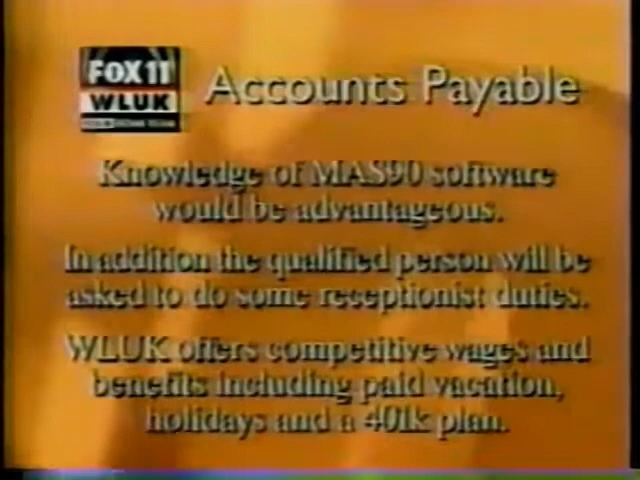 FOX 11
WLUK
Accounts Payable
Knowledge of MAS90 software
would be advantageous.
In addition the qualified person will be
asked to do some receptionist duties.
WLUK offers competitive wages and
benefits including paid vacation,
holidays and a 401k plan.